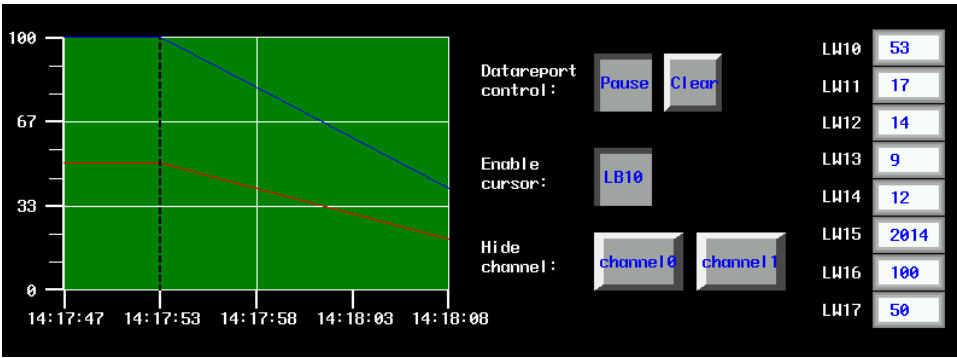 100
67
33
0
14:17:47 14:17:53 14:17:58 14:18:03 14:18:08
Datareport
control:
Pause Clear
Enable
cursor:
LB10
Hide
channel:
channel0 channel1
LW10 53
LW11 17
LW12 14
LW13 9
LW14 12
LW15 2014
LW16 100
LW17 50